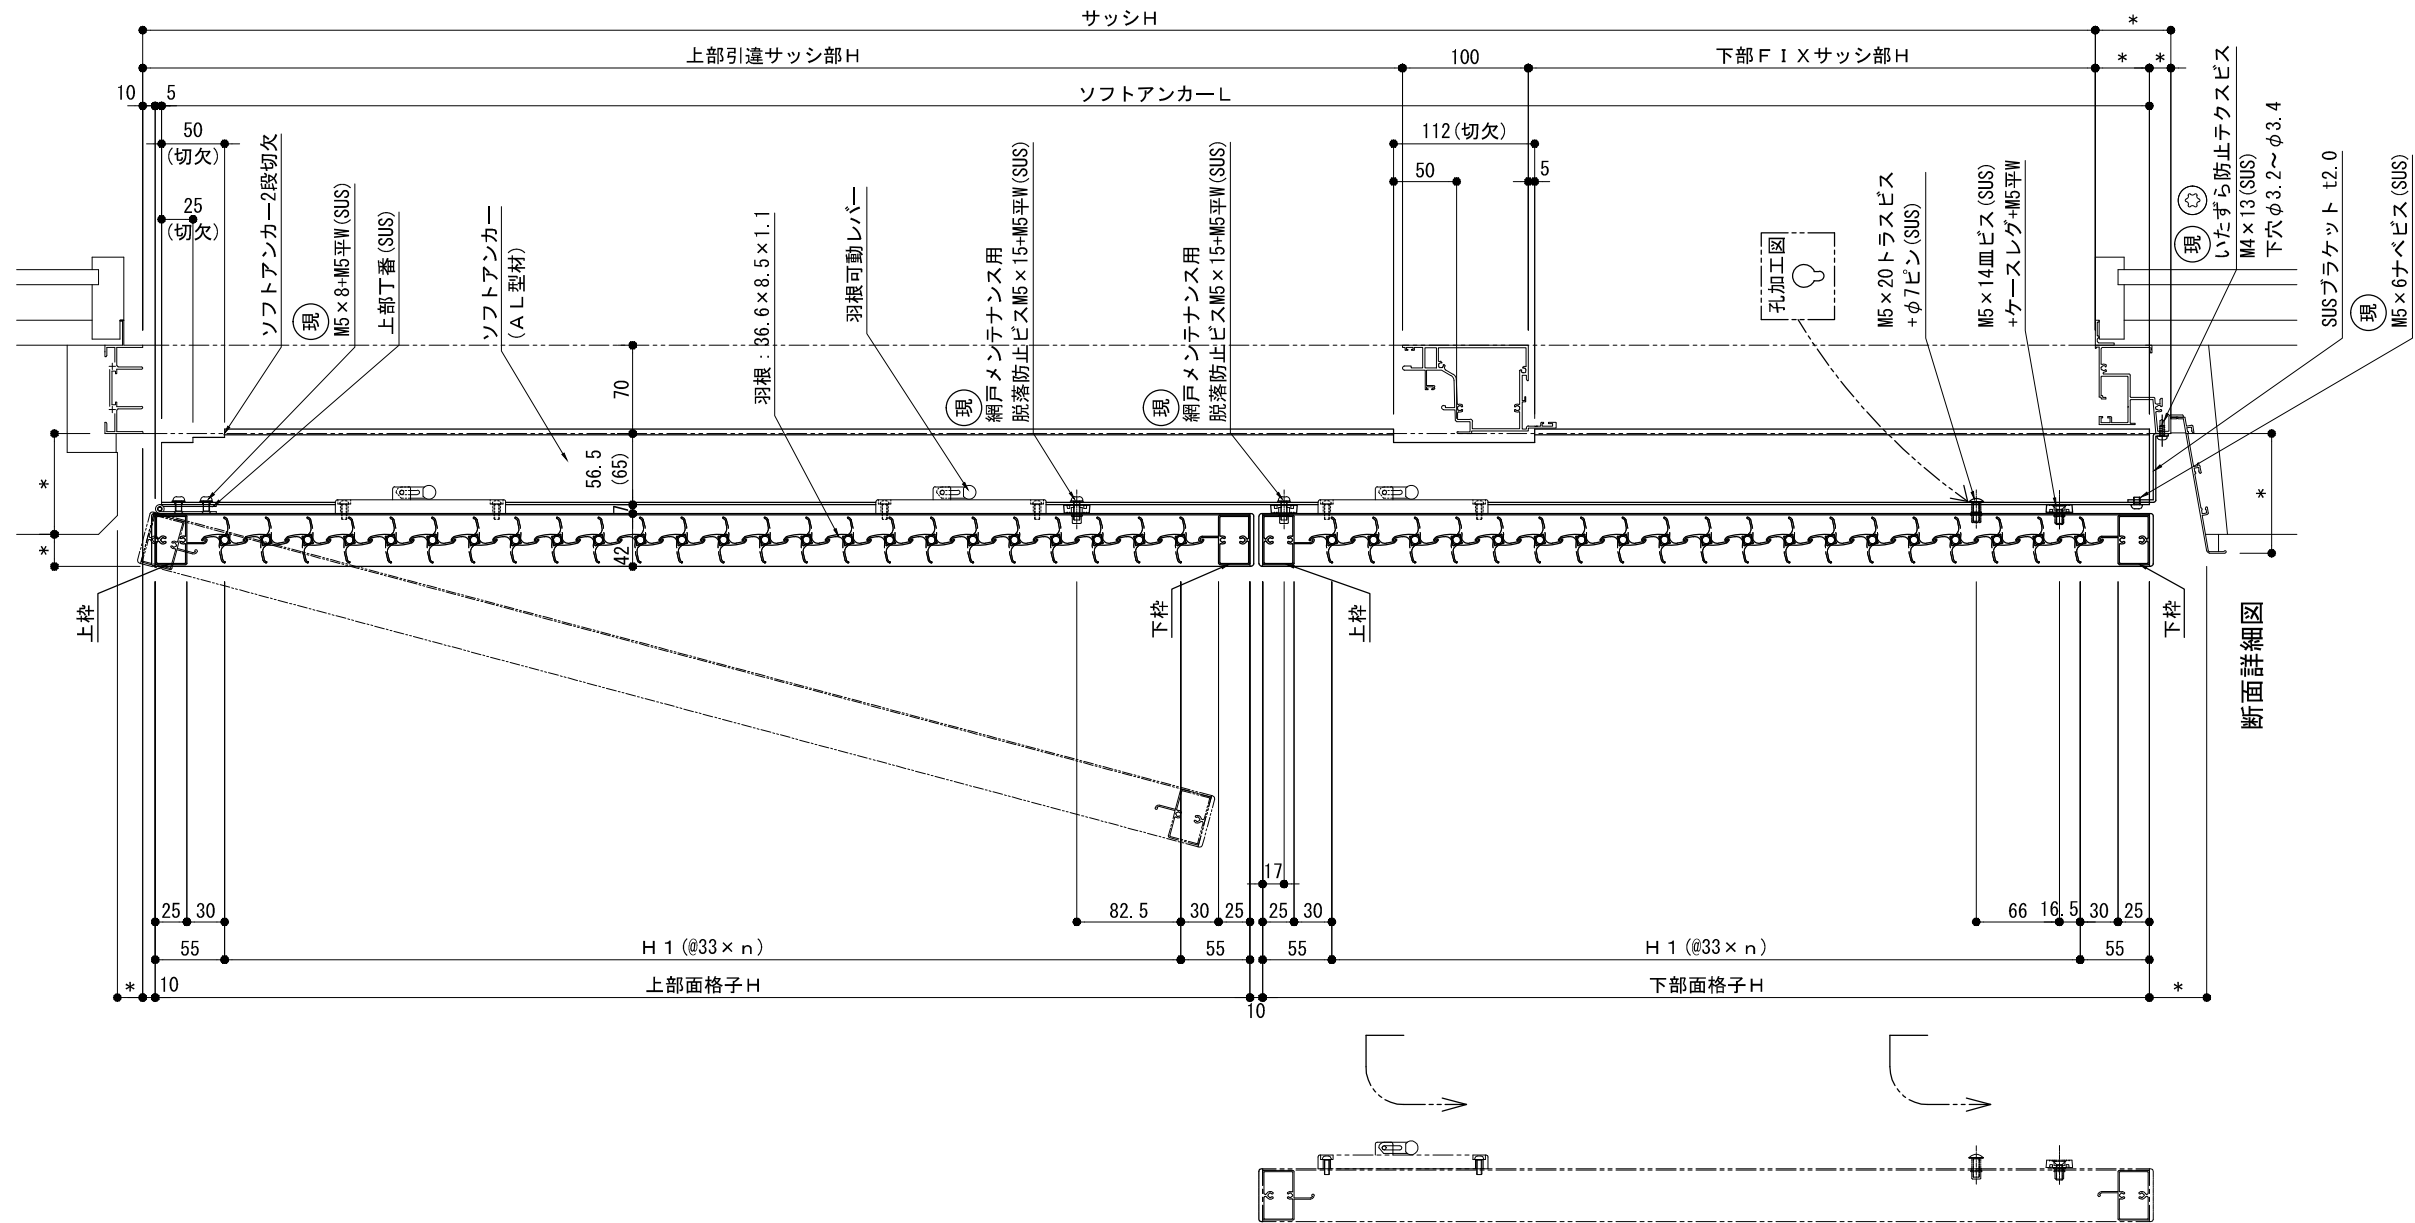 サッシH
*
上部引違サッシ部H
100
下部ＦＩＸサッシ部H
*
*
10
5
ソフトアンカーL
50
(切欠)
25
(切欠)
112(切欠)
50
5
ソフトアンカー2段切欠
現
M5×8+M5平W(SUS)
上部丁番(SUS)
ソフトアンカー
(ＡＬ型材)
羽根：36.6×8.5×1.1
羽根可動レバー
現
網戸メンテナンス用
脱落防止ビスM5×15+M5平W(SUS)
現
網戸メンテナンス用
脱落防止ビスM5×15+M5平W(SUS)
孔加工図
M5×20トラスビス
+φ7ピン(SUS)
M5×14皿ビス(SUS)
+ケースレグ+M5平W
現
いたずら防止テクスビス
M4×13(SUS)
下穴φ3.2～φ3.4
SUSブラケット t2.0
現
M5×6ナベビス(SUS)
70
56.5
(65)
7
42
*
*
*
上枠
下枠
上枠
下枠
断面詳細図
17
25
30
82.5
30
25
25
30
66
16.5
30
25
55
H１(@33×ｎ)
55
55
H１(@33×ｎ)
55
*
10
上部面格子H
10
下部面格子H
*